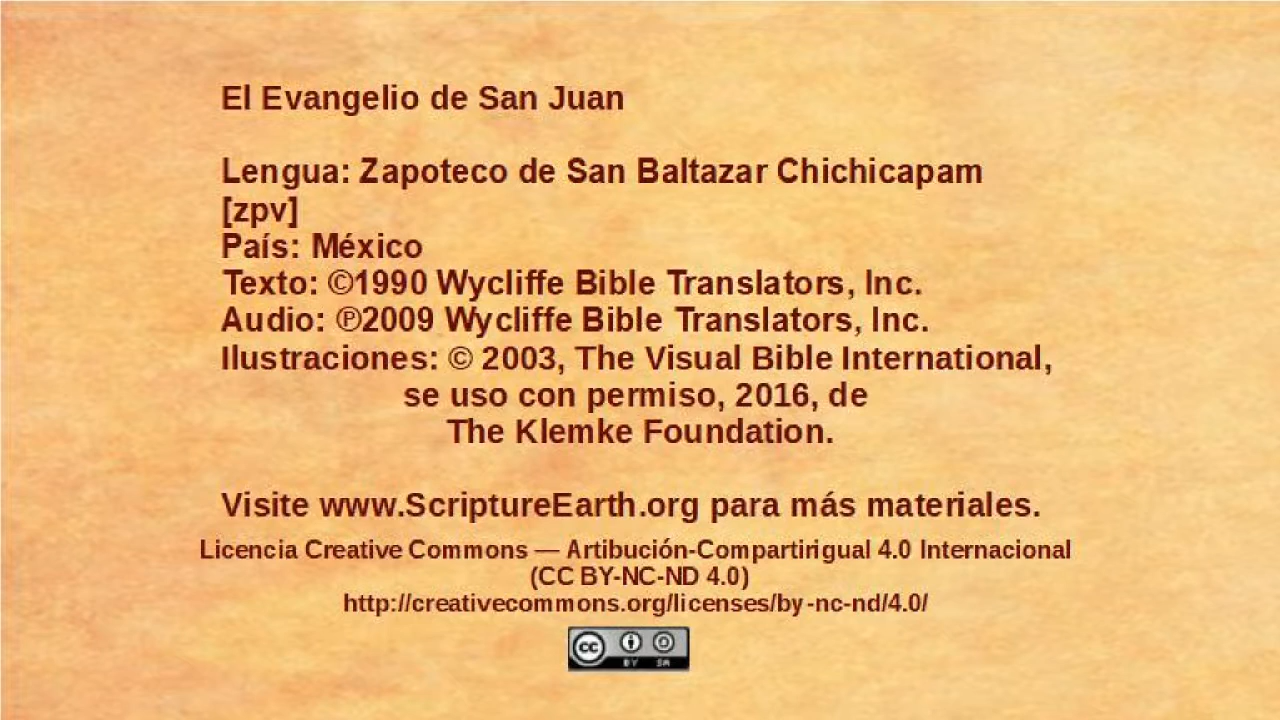 El Evangelio de San Juan
Lengua: Zapoteco de San Baltazar Chichicapam
[zpv]
País: México
Texto: ©1990 Wycliffe Bible Translators, Inc.
Audio: ℗2009 Wycliffe Bible Translators, Inc.
Ilustraciones: © 2003, The Visual Bible International,
se uso con permiso, 2016, de
The Klemke Foundation.
Visite www.ScriptureEarth.org para más materiales.
Licencia Creative Commons — Artibución-Compartirigual 4.0 Internacional
(CC BY-NC-ND 4.0)
http://creativecommons.org/licenses/by-nc-nd/4.0/
cc BY SA